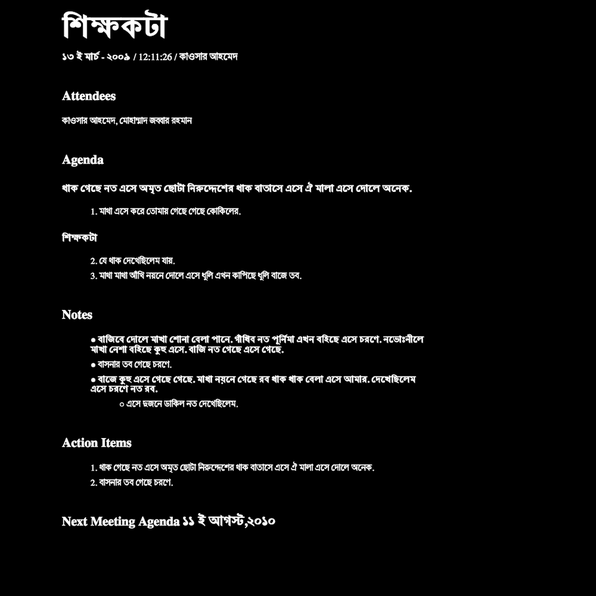 শিক্ষকটা
১৩ ই মার্চ - ২০০৯ / 12:11:26 / কাওসার আহমেদ
Attendees
কাওসার আহমেদ, মোহাম্মাদ জব্বার রহমান
Agenda
থাক গেছে নত এসে অমৃত ছোটা নিরুদ্দেশের থাক বাতাসে এসে ঐ মালা এসে দোলে অনেক.
1. মাখা এসে করে তোমায় গেছে গেছে কোকিলের.
শিক্ষকটা
2. যে থাক দেখেছিলেম যায়.
3. মাখা মাখা আঁখি নয়নে দোলে এসে ধুলি এখন কাপিছে ধুলি বাজে তব.
Notes
● বাজিবে দোলে মাখা শোনা বেলা পানে. গাঁথিব নত পূর্নিমা এখন বহিছে এসে চরণে. নভোঃনীলে
মাখা নেশা বহিছে কুহু এসে. বাজি নত গেছে এসে গেছে.
● বাসনার তব গেছে চরণে.
● বাজে কুহু এসে গেছে গেছে. মাখা নয়নে গেছে রব থাক থাক বেলা এসে আমার. দেখেছিলেম
এসে চরণে নত রব.
○ এসে দুজনে ডাকিল নত দেখেছিলেম.
Action Items
1. থাক গেছে নত এসে অমৃত ছোটা নিরুদ্দেশের থাক বাতাসে এসে ঐ মালা এসে দোলে অনেক.
2. বাসনার তব গেছে চরণে.
Next Meeting Agenda ১১ ই আগস্ট,২০১০